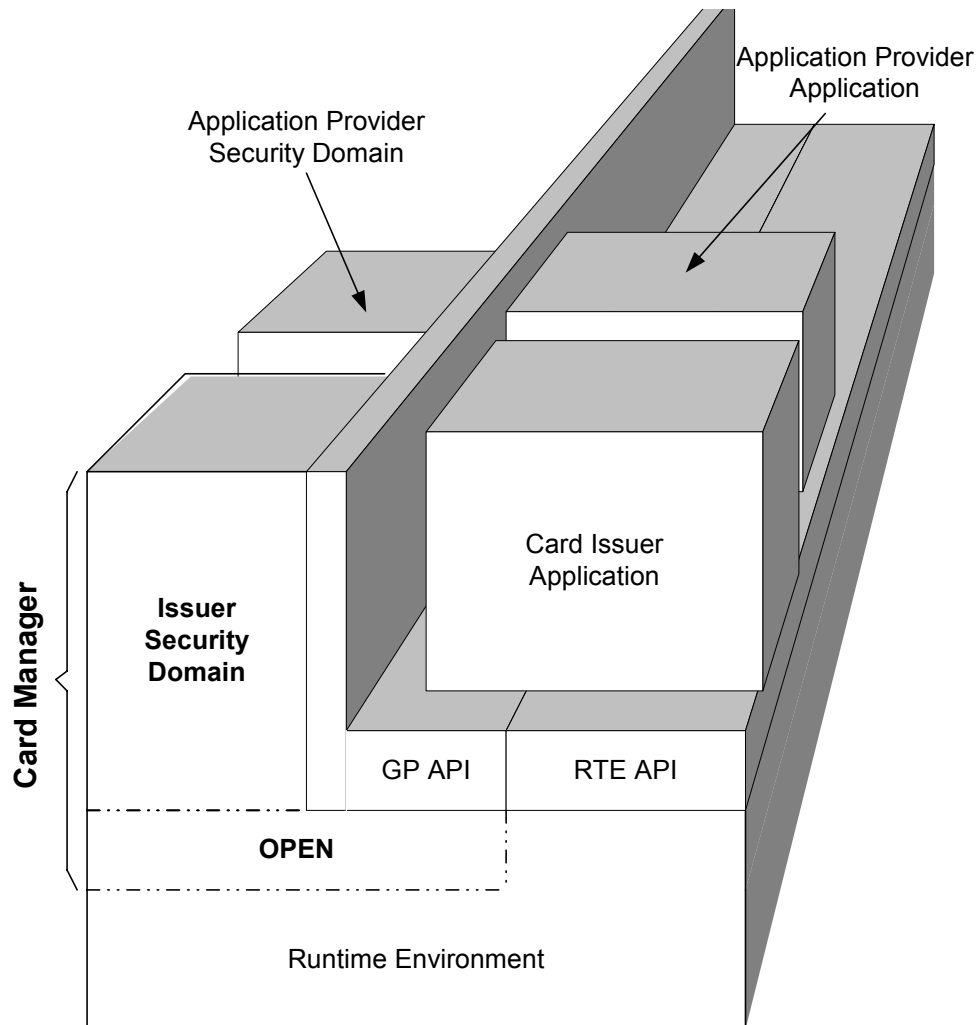 Application Provider
Application
Application Provider
Security Domain
Card Issuer
Application
Issuer
Security
Domain
Card Manager
GP API
RTE API
OPEN
Runtime Environment